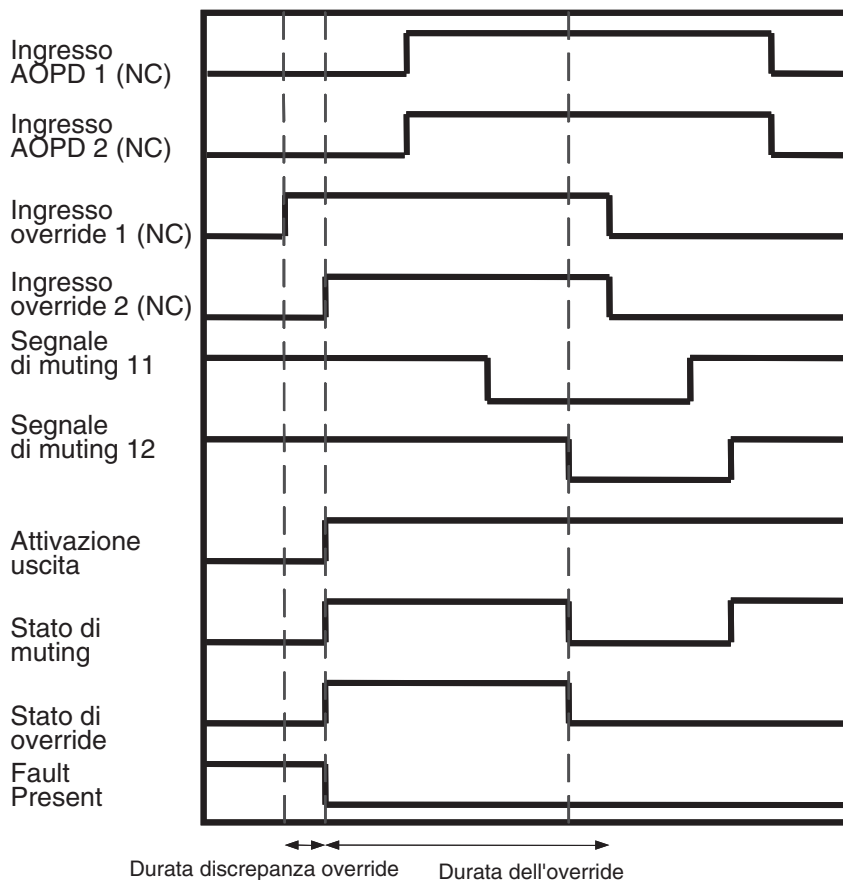 Ingresso
AOPD 1 (NC)
Ingresso
AOPD 2 (NC)
Ingresso
override 1 (NC)
Ingresso
override 2 (NC)
Segnale
di muting 11
Segnale
di muting 12
Attivazione
uscita
Stato di
muting
Stato di
override
Fault
Present
Durata discrepanza override
Durata dell'override